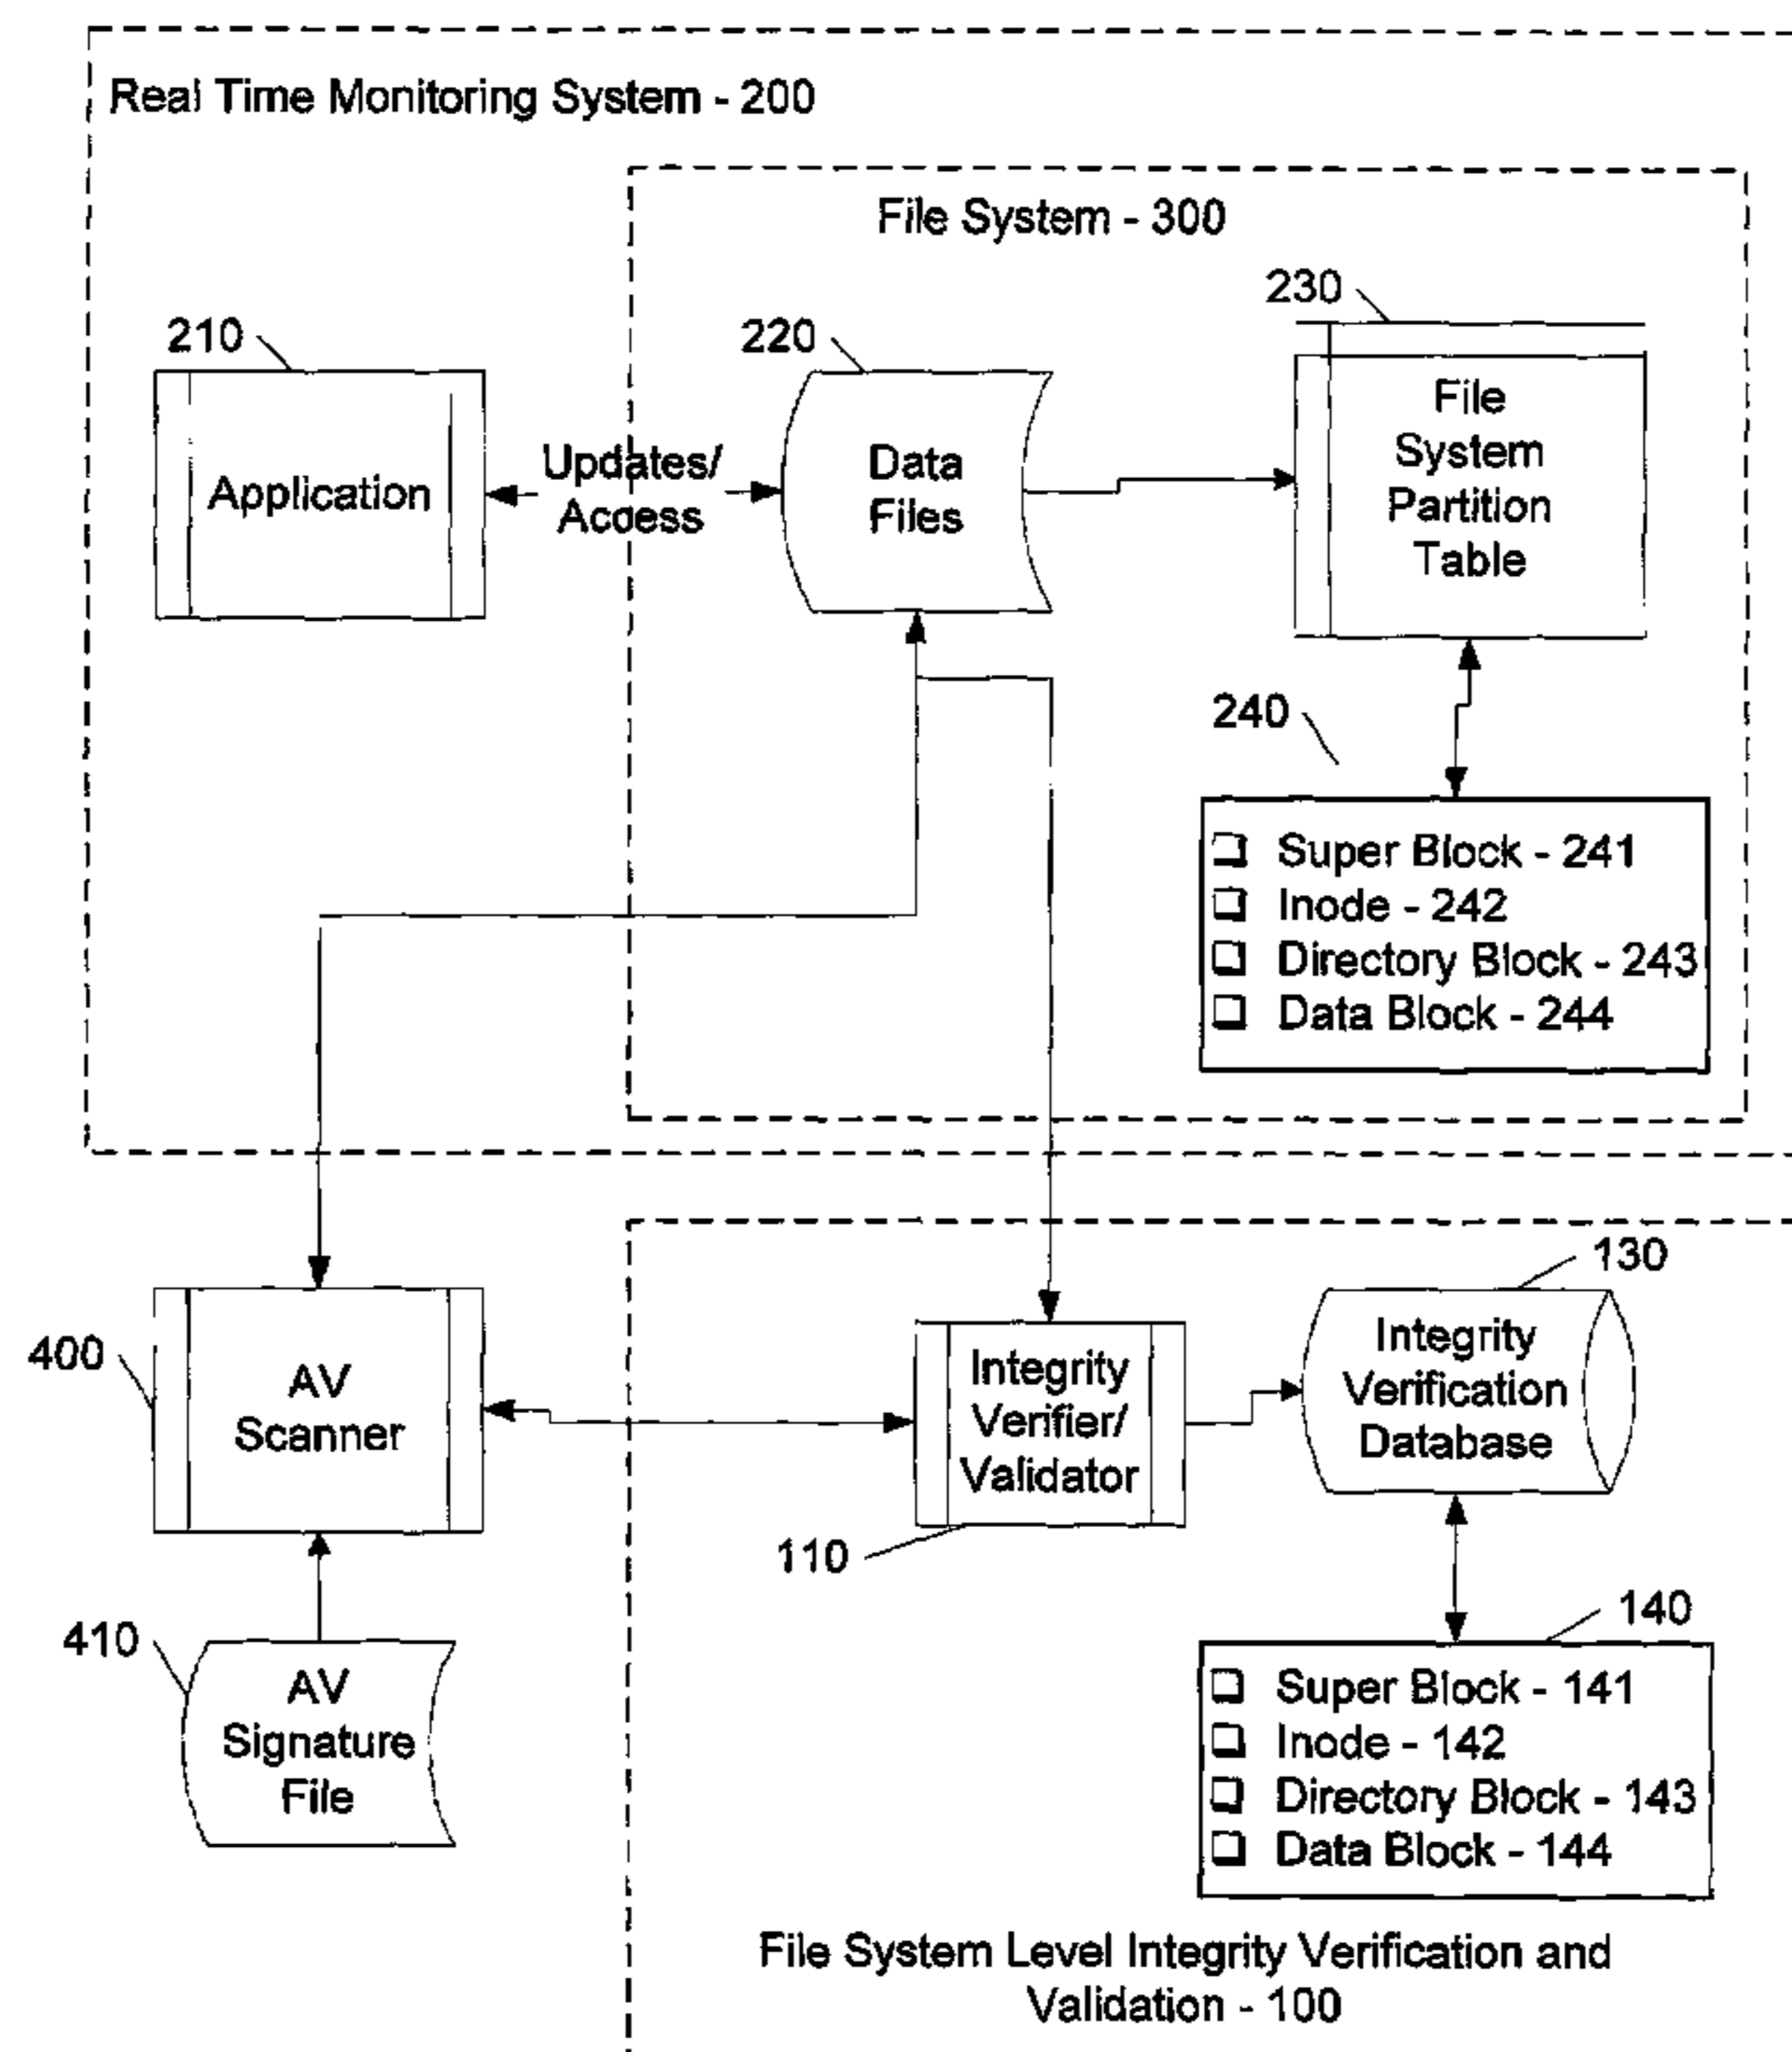 Real Time Monitoring System - 200
File System - 300
230
210
220
Application
Updates/
Access
Data
Files
File
System
Partition
Table
240
Super Block - 241
Inode - 242
Directory Block - 243
Data Block - 244
130
400
AV
Scanner
Integrity
Verifier/
Validator
Integrity
Verification
Database
110
410
AV
Signature
File
140
Super Block - 141
Inode - 142
Directory Block - 143
Data Block - 144
File System Level Integrity Verification and
Validation - 100